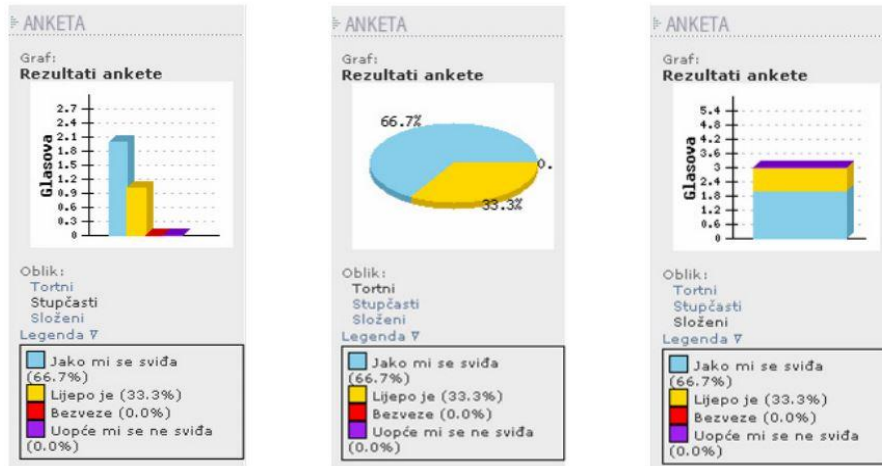 ANKETA
Graf:
Rezultati ankete
2.7
2.4
2.1
1.8
1.5
1.2
0.9
0.6
0.3
0
Glasova
Oblik:
Tortni
Stupčasti
Složeni
Legenda ∇
Jako mi se sviđa
(66.7%)
Lijepo je (33.3%)
Bezveze (0.0%)
Uopće mi se ne sviđa
(0.0%)
ANKETA
Graf:
Rezultati ankete
66.7%
0.
33.3%
Oblik:
Tortni
Stupčasti
Složeni
Legenda ∇
Jako mi se sviđa
(66.7%)
Lijepo je (33.3%)
Bezveze (0.0%)
Uopće mi se ne sviđa
(0.0%)
ANKETA
Graf:
Rezultati ankete
5.4
4.8
4.2
3.6
3
2.4
1.8
1.2
0.6
0
Glasova
Oblik:
Tortni
Stupčasti
Složeni
Legenda ∇
Jako mi se sviđa
(66.7%)
Lijepo je (33.3%)
Bezveze (0.0%)
Uopće mi se ne sviđa
(0.0%)